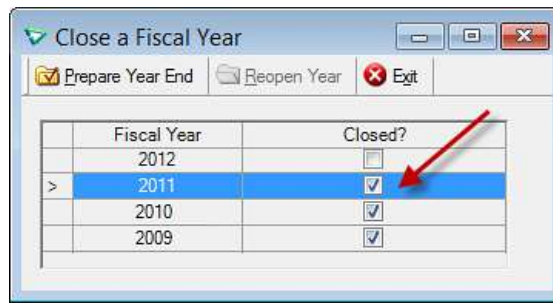 Close a Fiscal Year
Prepare Year End Reopen Year Exit
Fiscal Year Closed?
2012
> 2011
2010
2009